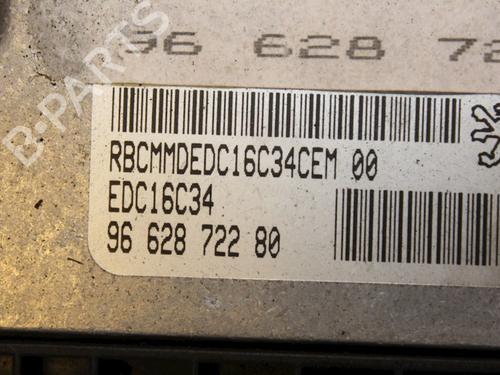 96 628 72
B-PARTS
RBCMMDEDC16C34CEM 00
EDC16C34
96 628 722 80